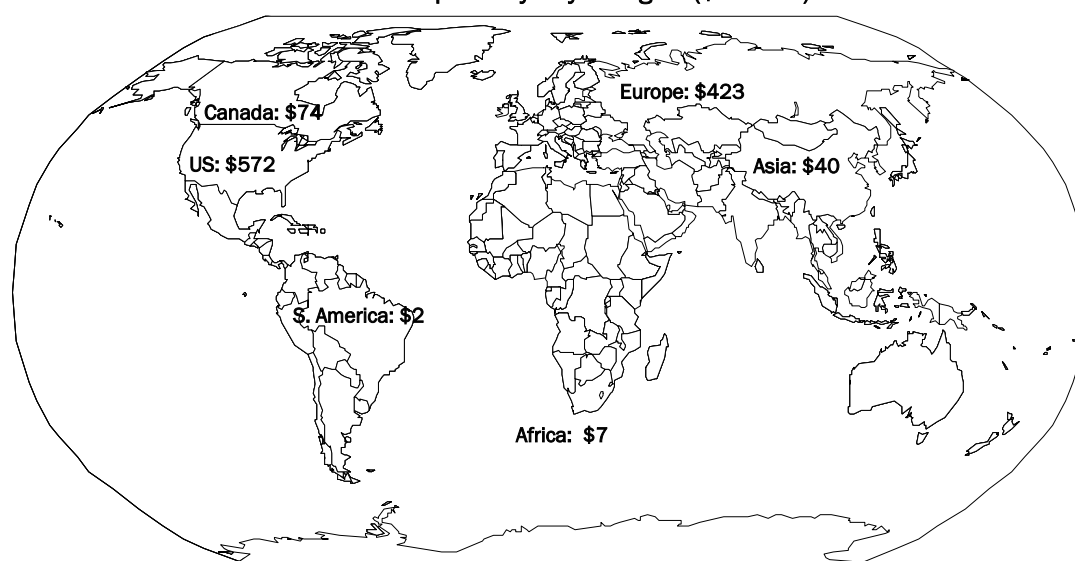 Europe: $423
Canada: $74
US: $572
Asia: $40
S. America: $2
Africa:  $7